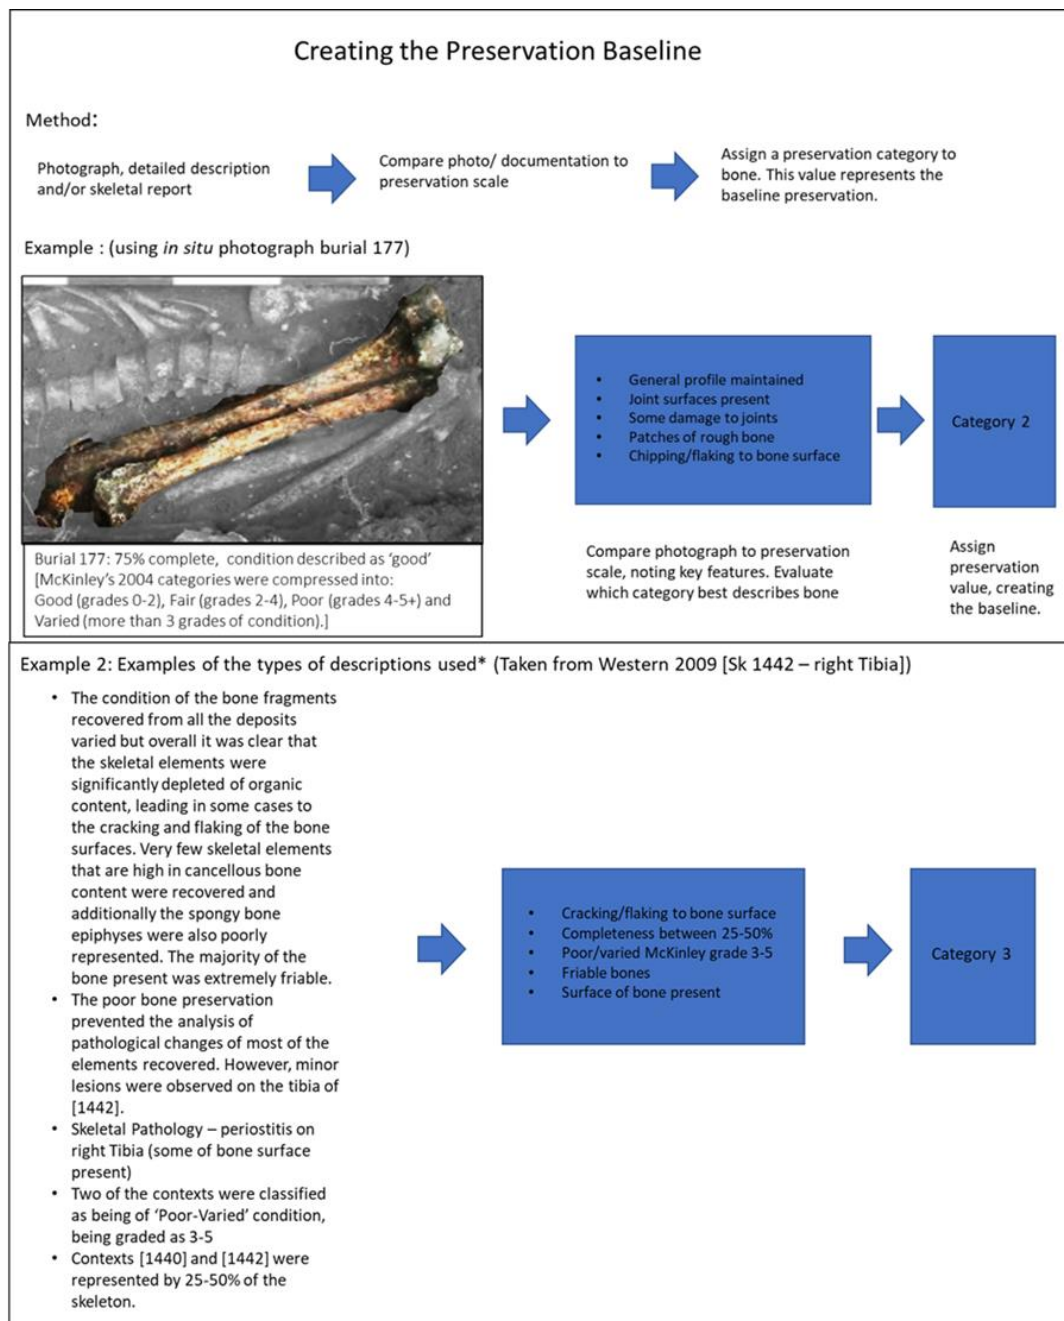 Creating the Preservation Baseline
Method:
Photograph, detailed description
and/or skeletal report
Compare photo/ documentation to
preservation scale
Assign a preservation category to
bone. This value represents the
baseline preservation.
Example : (using in situ photograph burial 177)
• General profile maintained
• Joint surfaces present
• Some damage to joints
• Patches of rough bone
• Chipping/flaking to bone surface
Category 2
Burial 177: 75% complete, condition described as ‘good’
[McKinley’s 2004 categories were compressed into:
Good (grades 0-2), Fair (grades 2-4), Poor (grades 4-5+) and
Varied (more than 3 grades of condition).]
Compare photograph to preservation
scale, noting key features. Evaluate
which category best describes bone
Assign
preservation
value, creating
the baseline.
Example 2: Examples of the types of descriptions used* (Taken from Western 2009 [Sk 1442 – right Tibia])
• The condition of the bone fragments
recovered from all the deposits
varied but overall it was clear that
the skeletal elements were
significantly depleted of organic
content, leading in some cases to
the cracking and flaking of the bone
surfaces. Very few skeletal elements
that are high in cancellous bone
content were recovered and
additionally the spongy bone
epiphyses were also poorly
represented. The majority of the
bone present was extremely friable.
• The poor bone preservation
prevented the analysis of
pathological changes of most of the
elements recovered. However, minor
lesions were observed on the tibia of
[1442].
• Skeletal Pathology – periostitis on
right Tibia (some of bone surface
present)
• Two of the contexts were classified
as being of ‘Poor-Varied’ condition,
being graded as 3-5
• Contexts [1440] and [1442] were
represented by 25-50% of the
skeleton.
• Cracking/flaking to bone surface
• Completeness between 25-50%
• Poor/varied McKinley grade 3-5
• Friable bones
• Surface of bone present
Category 3